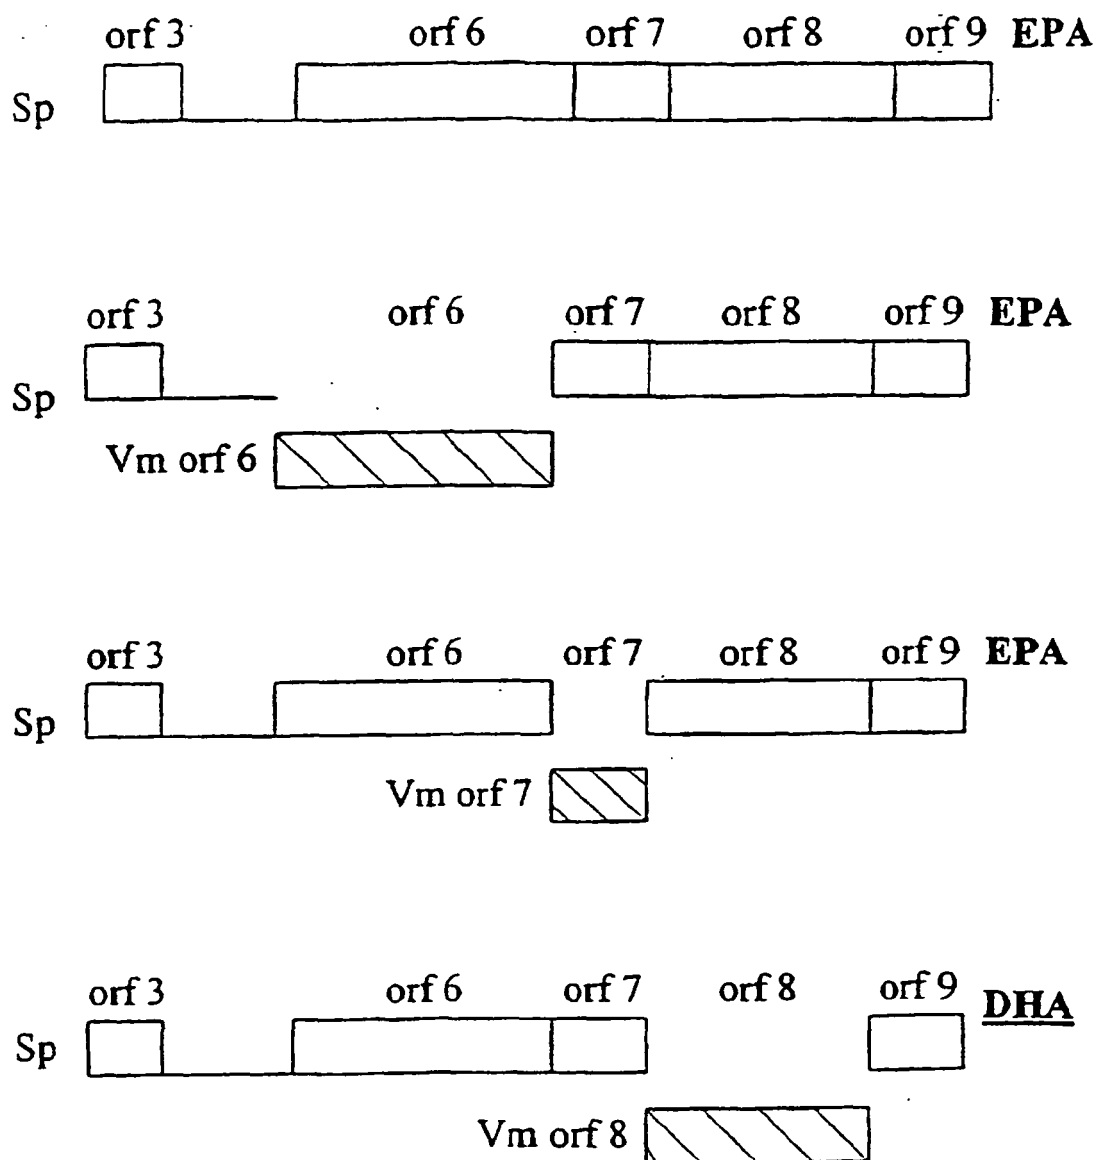 orf 3 orf 6 orf 7 orf 8 orf 9 EPA
Sp
orf 3 orf 6 orf 7 orf 8 orf 9 EPA
Sp
Vm orf 6
orf 3 orf 6 orf 7 orf 8 orf 9 EPA
Sp
Vm orf 7
orf 3 orf 6 orf 7 orf 8 orf 9 DHA
Sp
Vm orf 8